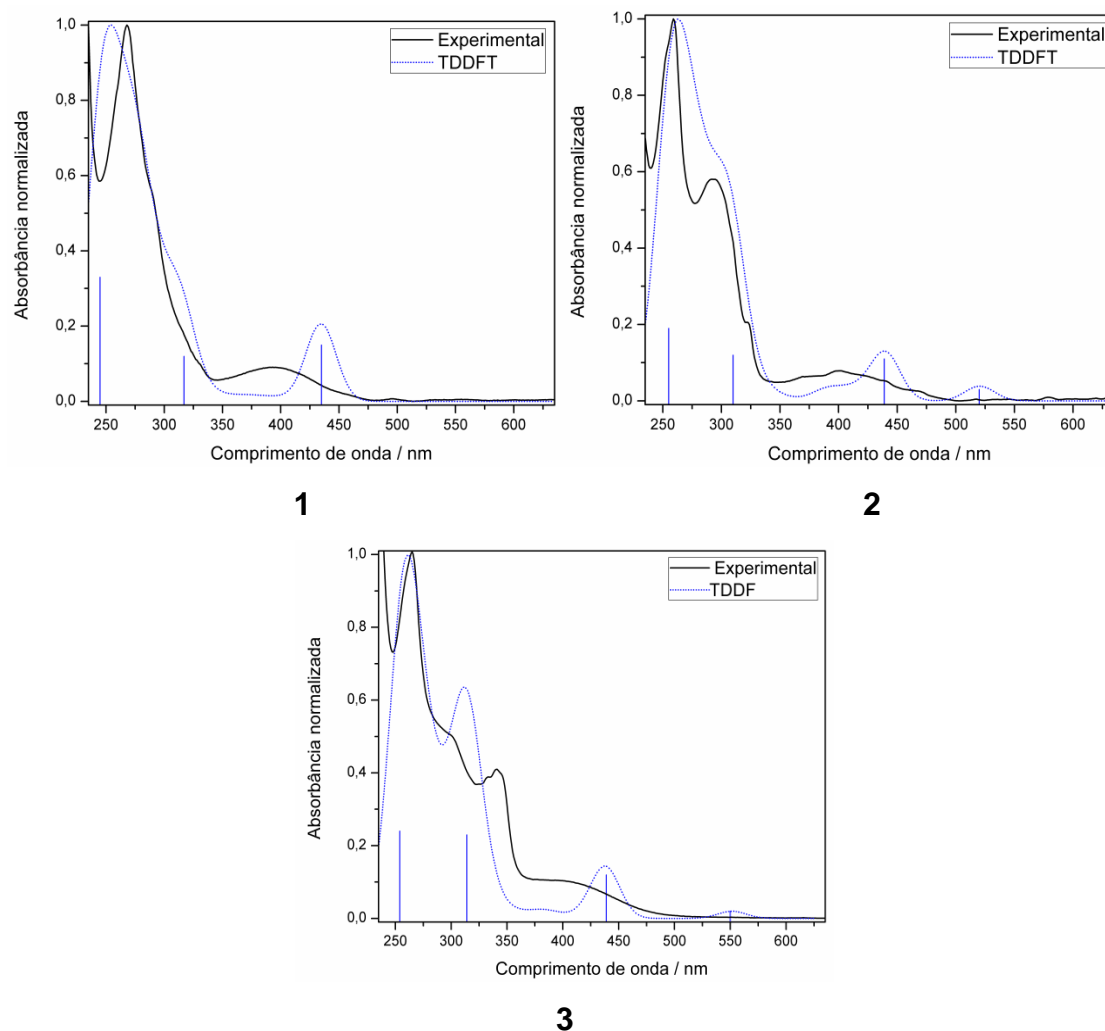 1,0
0,8
0,6
0,4
0,2
0,0
Absorbância normalizada
Experimental
TDDFT
250 300 350 400 450 500 550 600
Comprimento de onda / nm
1
1,0
0,8
0,6
0,4
0,2
0,0
Absorbância normalizada
Experimental
TDDFT
250 300 350 400 450 500 550 600
Comprimento de onda / nm
2
1,0
0,8
0,6
0,4
0,2
0,0
Absorbância normalizada
Experimental
TDDF
250 300 350 400 450 500 550 600
Comprimento de onda / nm
3